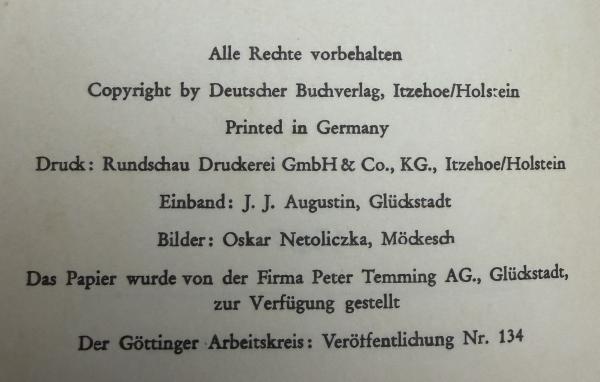 Alle Rechte vorbehalten
Copyright by Deutscher Buchverlag, Itzehoe/Holstein
Printed in Germany
Druck: Rundschau Druckerei GmbH & Co., KG., Itzehoe/Holstein
Einband: J. J. Augustin, Glückstadt
Bilder: Oskar Netoliczka, Möckesch
Das Papier wurde von der Firma Peter Temming AG., Glückstadt,
zur Verfügung gestellt
Der Göttinger Arbeitskreis: Veröffentlichung Nr. 134